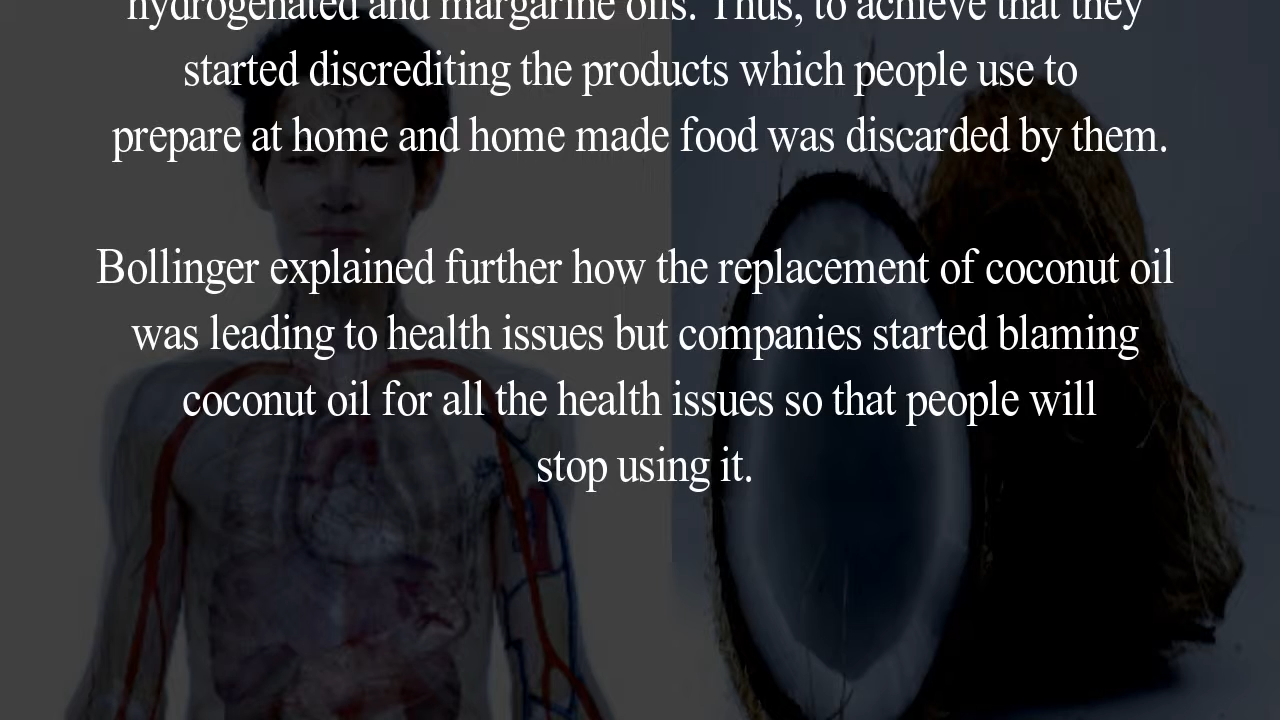 hydrogenated and margarine oils. Thus, to achieve that they
started discrediting the products which people use to
prepare at home and home made food was discarded by them.
Bollinger explained further how the replacement of coconut oil
was leading to health issues but companies started blaming
coconut oil for all the health issues so that people will
stop using it.